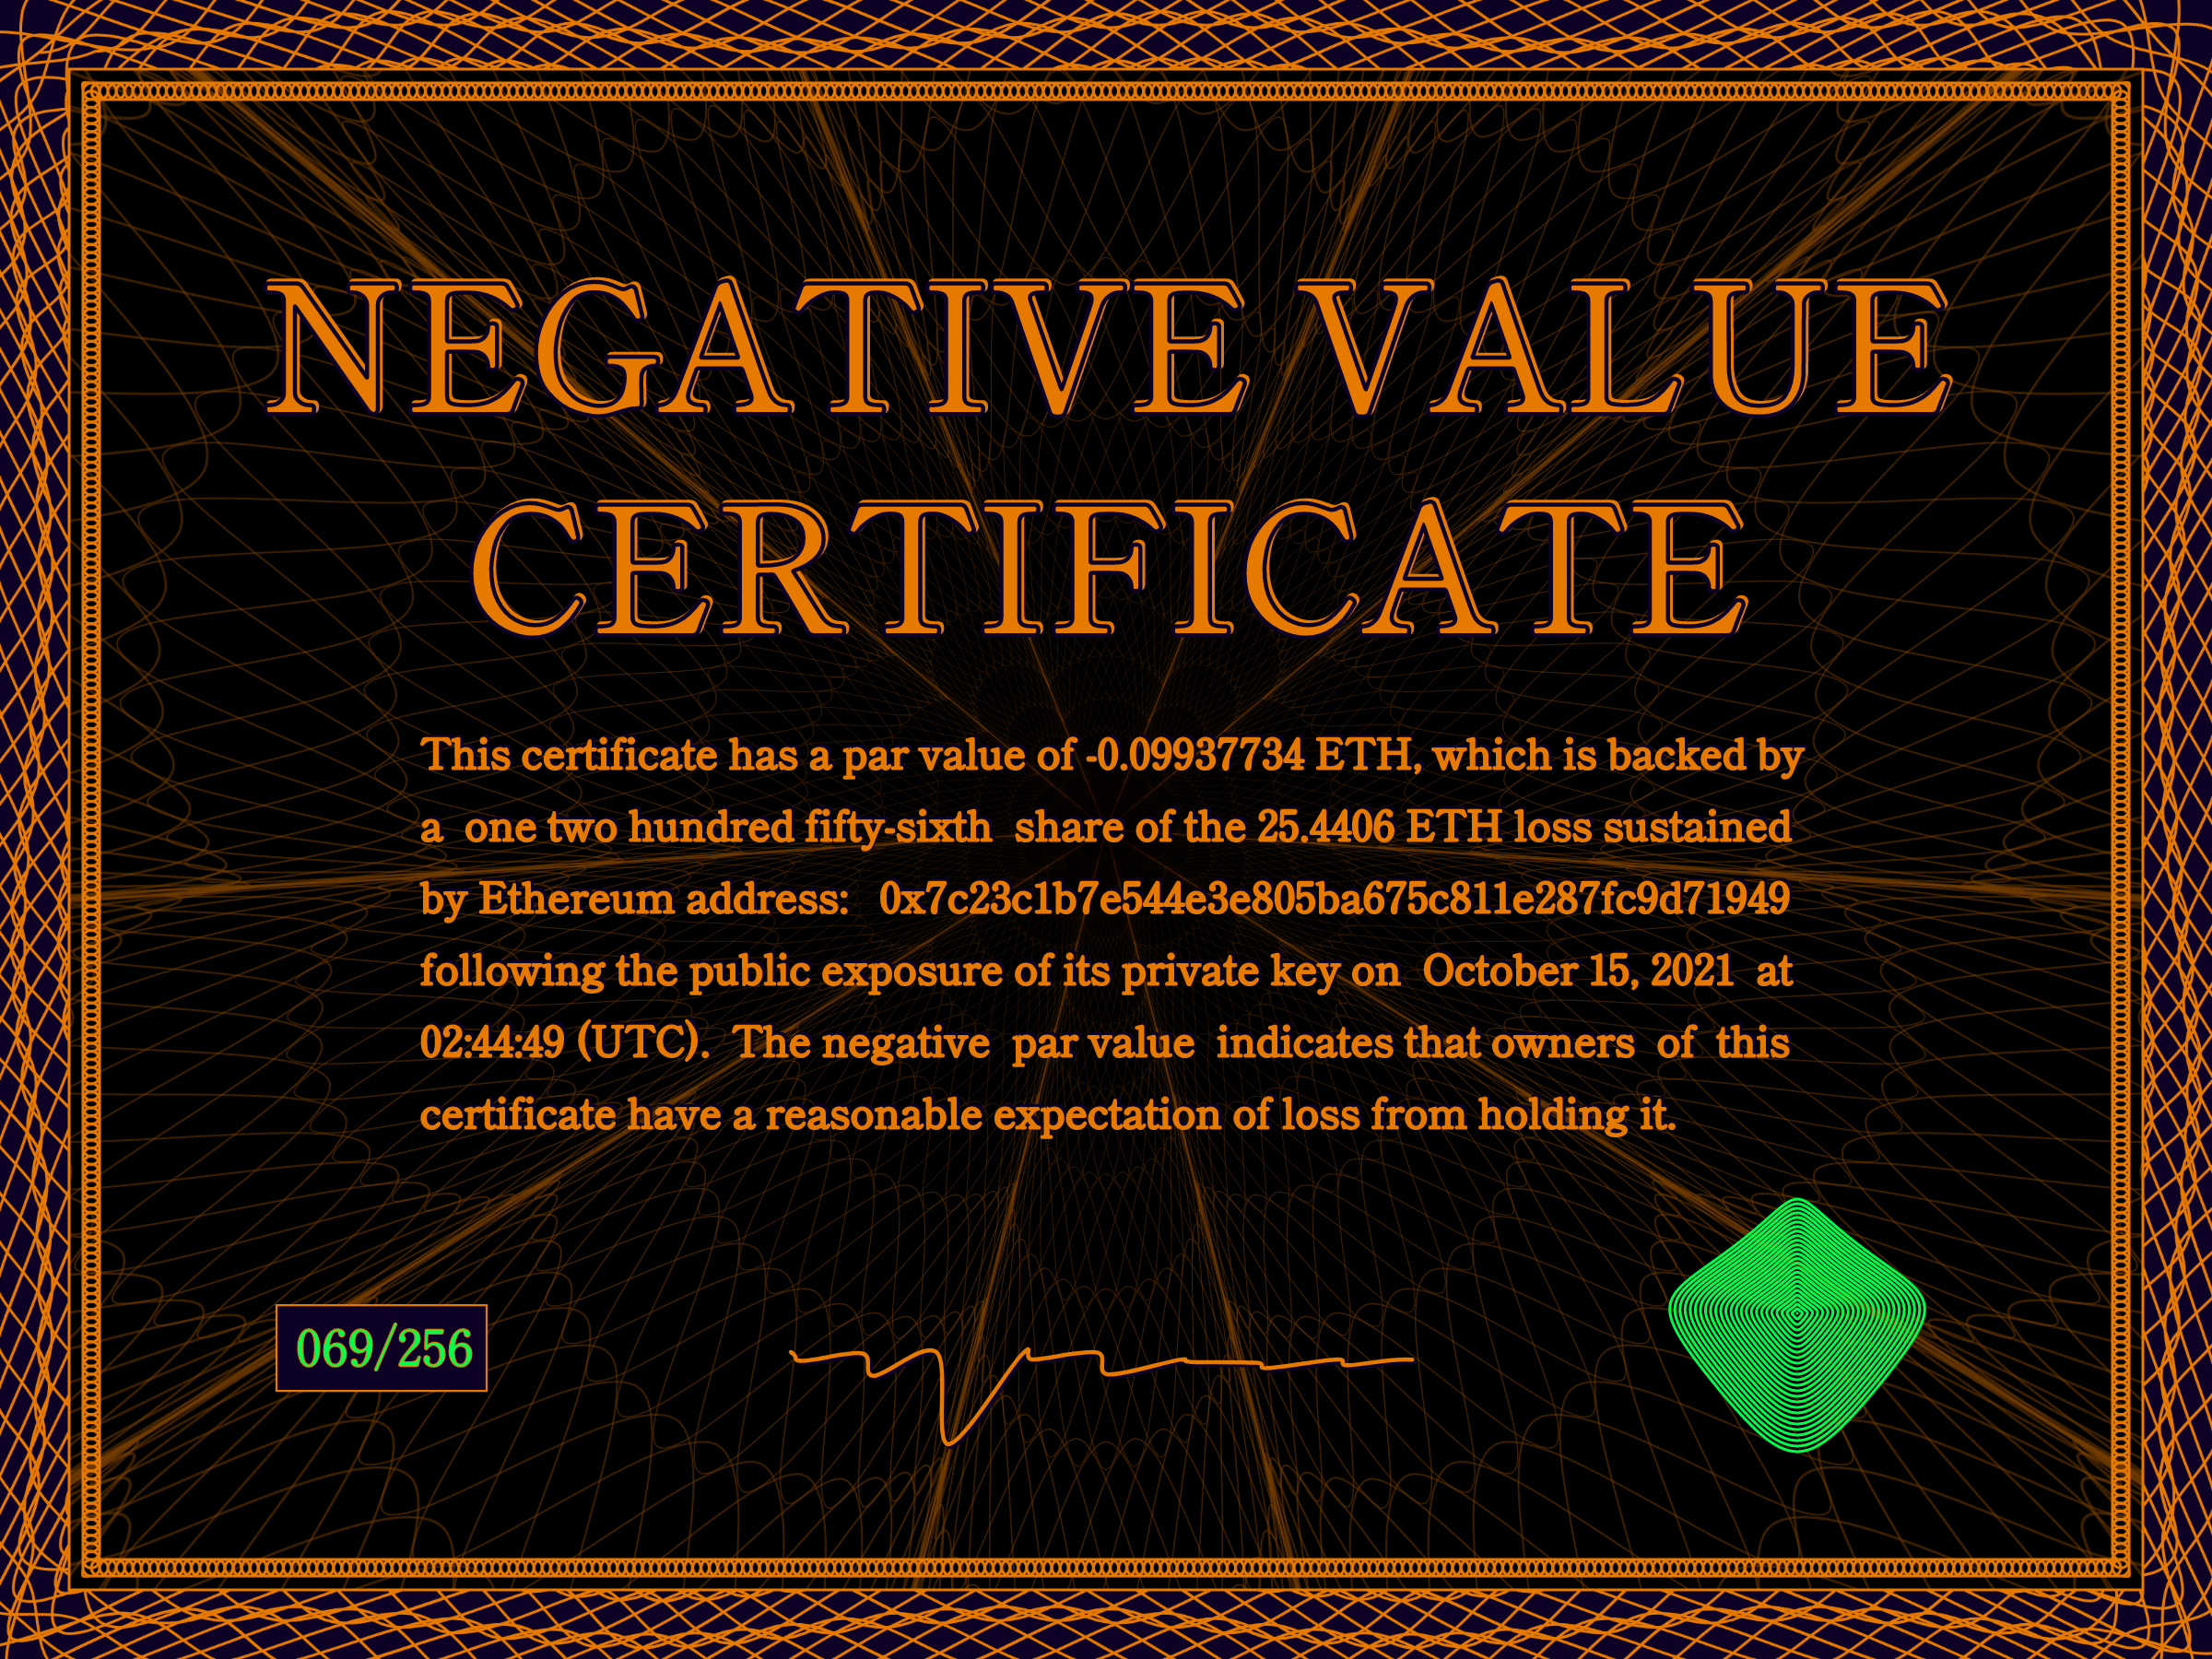 NEGATIVE VALUE
CERTIFICATE
This certificate has a par value of -0.09937734 ETH, which is backed by
a one two hundred fifty-sixth share of the 25.4406 ETH loss sustained
by Ethereum address: 0x7c23c1b7e544e3e805ba675c811e287fc9d71949
following the public exposure of its private key on October 15, 2021 at
02:44:49 (UTC). The negative par value indicates that owners of this
certificate have a reasonable expectation of loss from holding it.
069/256